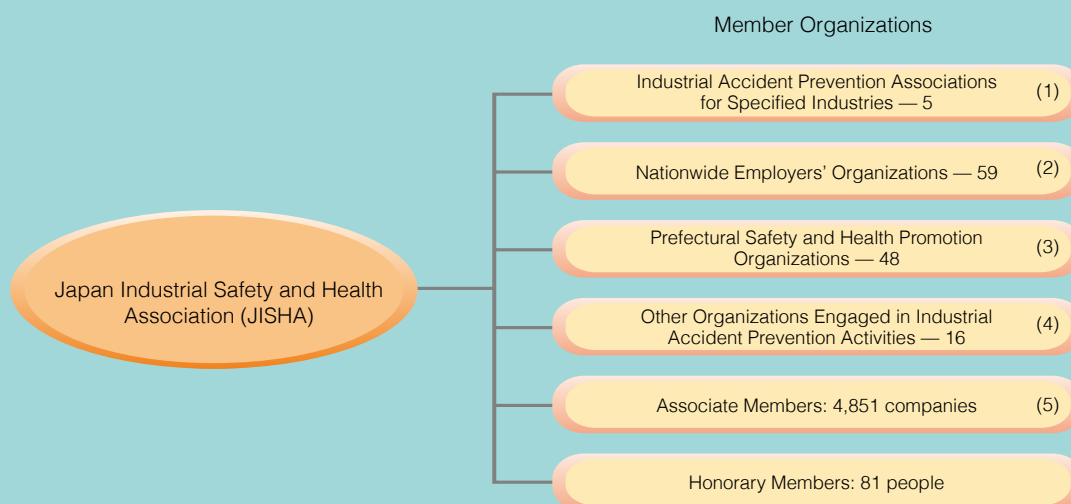 Member Organizations
Industrial Accident Prevention Associations
for Specified Industries — 5
(1)
Nationwide Employers' Organizations — 59
(2)
Prefectural Safety and Health Promotion
Organizations — 48
(3)
Japan Industrial Safety and Health
Association (JISHA)
Other Organizations Engaged in Industrial
Accident Prevention Activities — 16
(4)
Associate Members: 4,851 companies
(5)
Honorary Members: 81 people